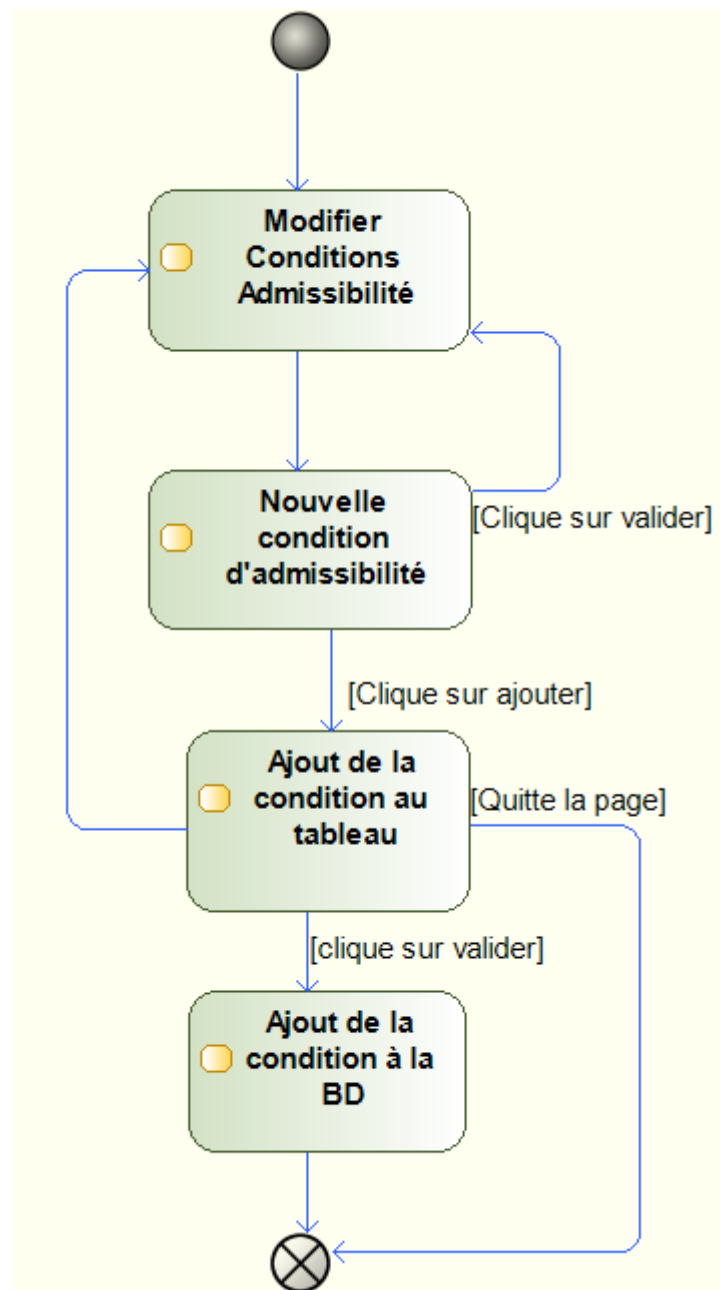 Modifier
Conditions
Admissibilité
Nouvelle
condition
d'admissibilité
[Clique sur valider]
[Clique sur ajouter]
Ajout de la
condition au
tableau
[Quitte la page]
[clique sur valider]
Ajout de la
condition à la
BD